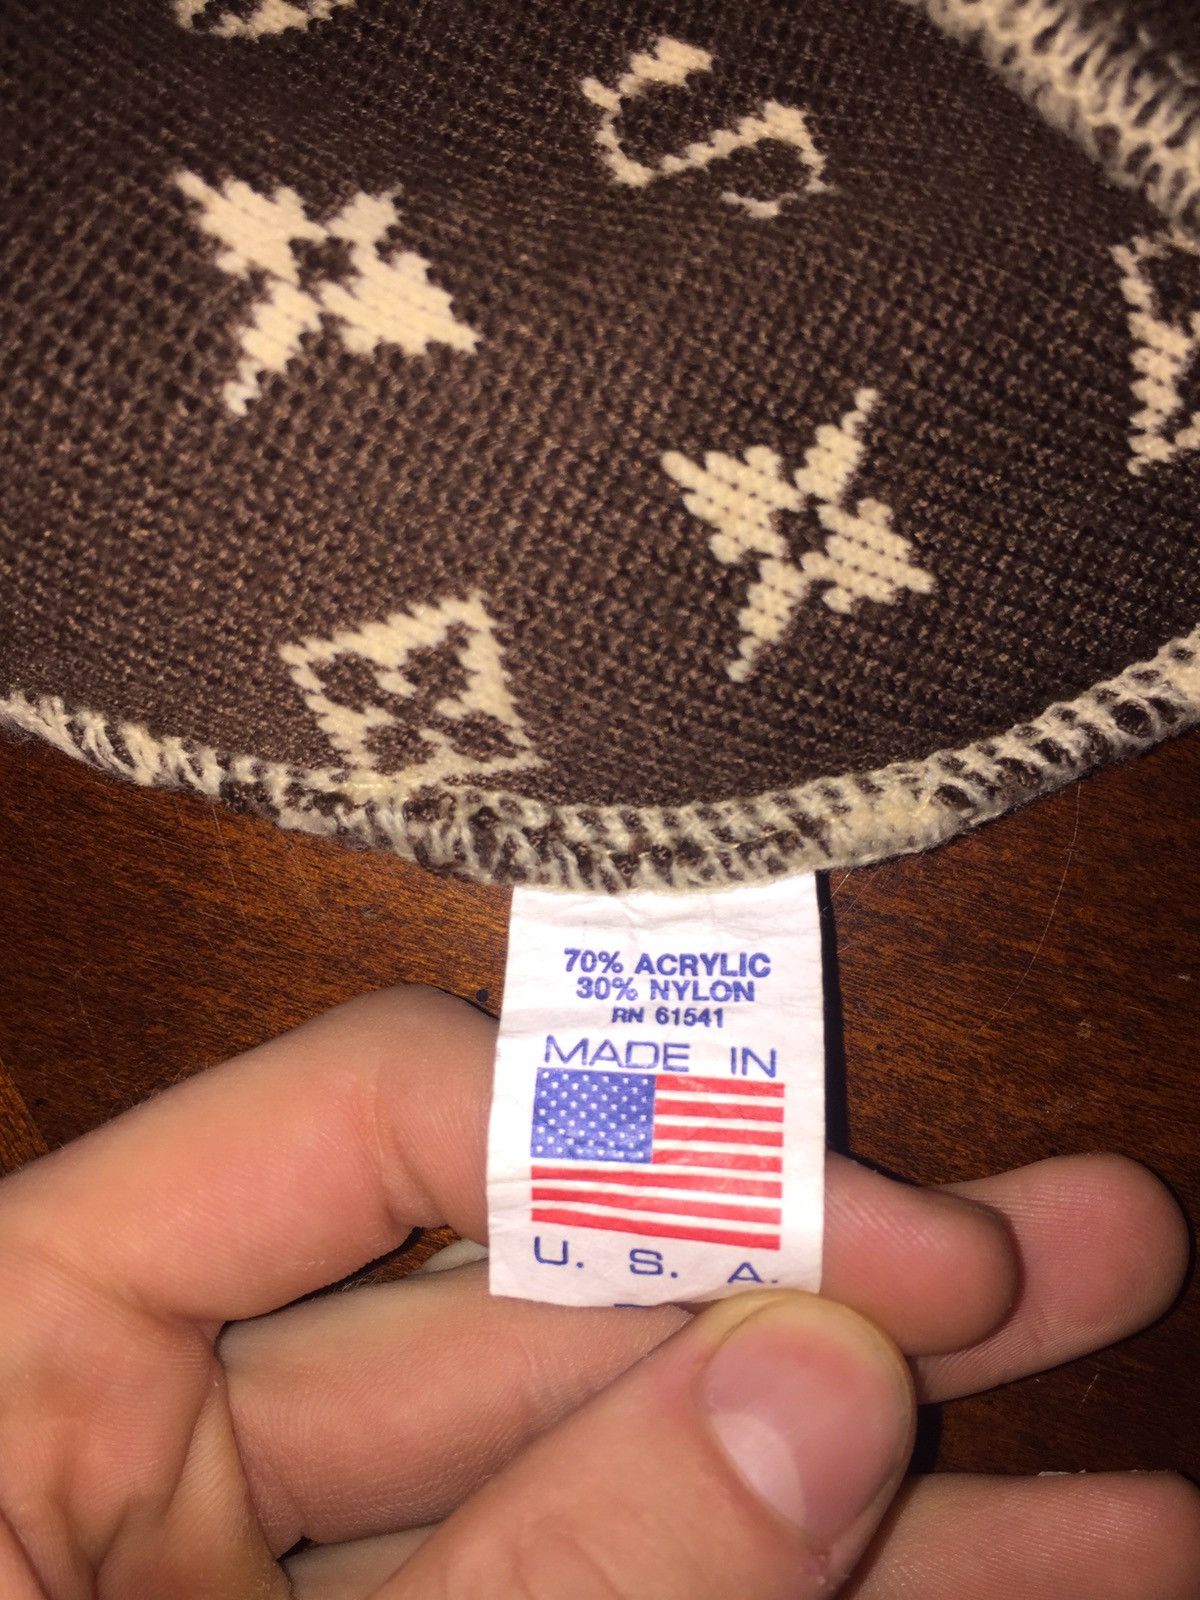 70% ACRYLIC
30% NYLON
RN 61541
MADE IN
U. S. A.